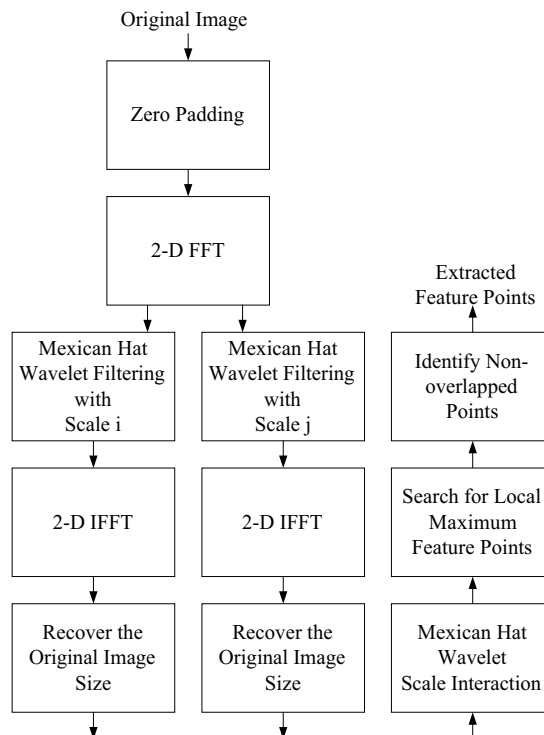 Original Image
Zero Padding
2-D FFT
Mexican Hat
Wavelet Filtering
with
Scale i
Mexican Hat
Wavelet Filtering
with
Scale j
2-D IFFT
2-D IFFT
Recover the
Original Image
Size
Recover the
Original Image
Size
Extracted
Feature Points
Identify Non-
overlapped
Points
Search for Local
Maximum
Feature Points
Mexican Hat
Wavelet
Scale Interaction